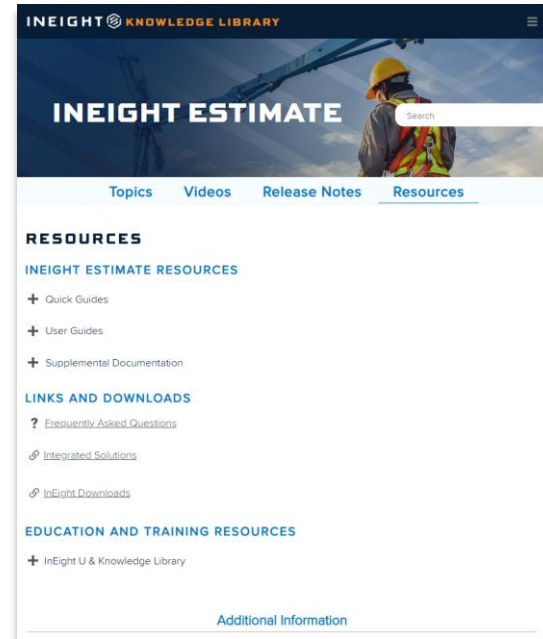 INEIGHT KNOWLEDGE LIBRARY
INEIGHT ESTIMATE
Search
Topics Videos Release Notes Resources
RESOURCES
INEIGHT ESTIMATE RESOURCES
Quick Guides
User Guides
Supplemental Documentation
LINKS AND DOWNLOADS
? Frequently Asked Questions
Integrated Solutions
InEight Downloads
EDUCATION AND TRAINING RESOURCES
InEight U & Knowledge Library
Additional Information